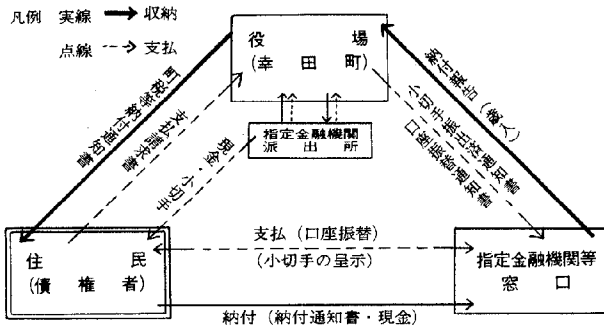 凡例 実線 → 収納
点線 --→ 支払
役場
(幸田町)
町税等納付通知書
支払請求書
納付報告(歳入)
小切手振出済通知書
口座振替通知書
指定金融機関
派出所
現金・小切手
住民
(債権者)
支払(口座振替)
(小切手の呈示)
指定金融機関等
窓口
納付(納付通知書・現金)